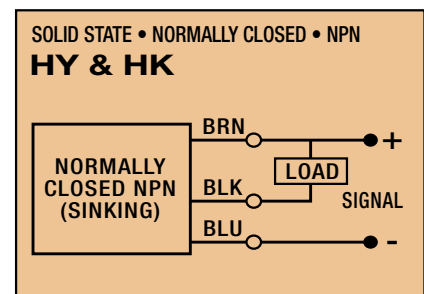 SOLID STATE • NORMALLY CLOSED • NPN
HY & HK
BRN
+
NORMALLY
CLOSED NPN
(SINKING)
LOAD
BLK
SIGNAL
BLU
-